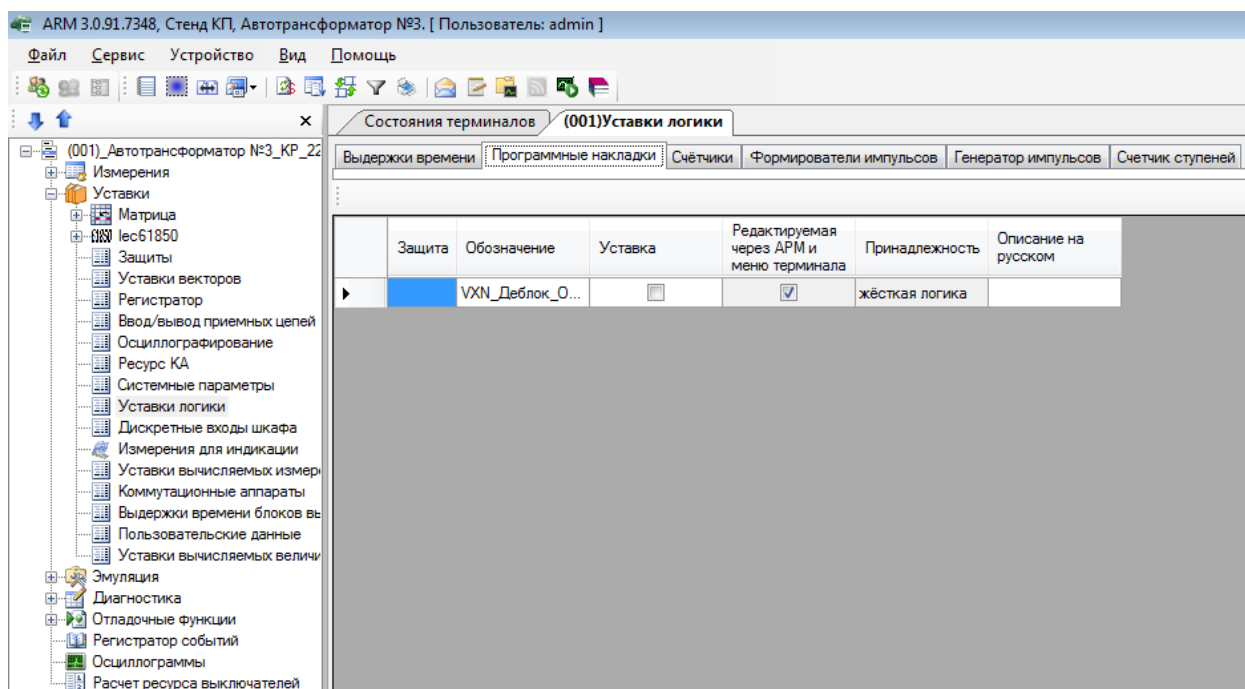 ARM 3.0.91.7348, Стенд КП, Автотрансформатор №3. [ Пользователь: admin ]
Файл Сервис Устройство Вид Помощь
Состояния терминалов (001)Уставки логики
Выдержки времени Программные накладки Счётчики Формирователи импульсов Генератор импульсов Счетчик ступеней
Защита Обозначение Уставка Редактируемая через АРМ и меню терминала Принадлежность Описание на русском
VXN_Деблок_О... жёсткая логика
(001)_Автотрансформатор №3_КР_22
Измерения
Уставки
Матрица
Iec61850
Защиты
Уставки векторов
Регистратор
Ввод/вывод приемных цепей
Осциллографирование
Ресурс КА
Системные параметры
Уставки логики
Дискретные входы шкафа
Измерения для индикации
Уставки вычисляемых измер
Коммутационные аппараты
Выдержки времени блоков вы
Пользовательские данные
Уставки вычисляемых величи
Эмуляция
Диагностика
Отладочные функции
Регистратор событий
Осциллограммы
Расчет ресурса выключателей